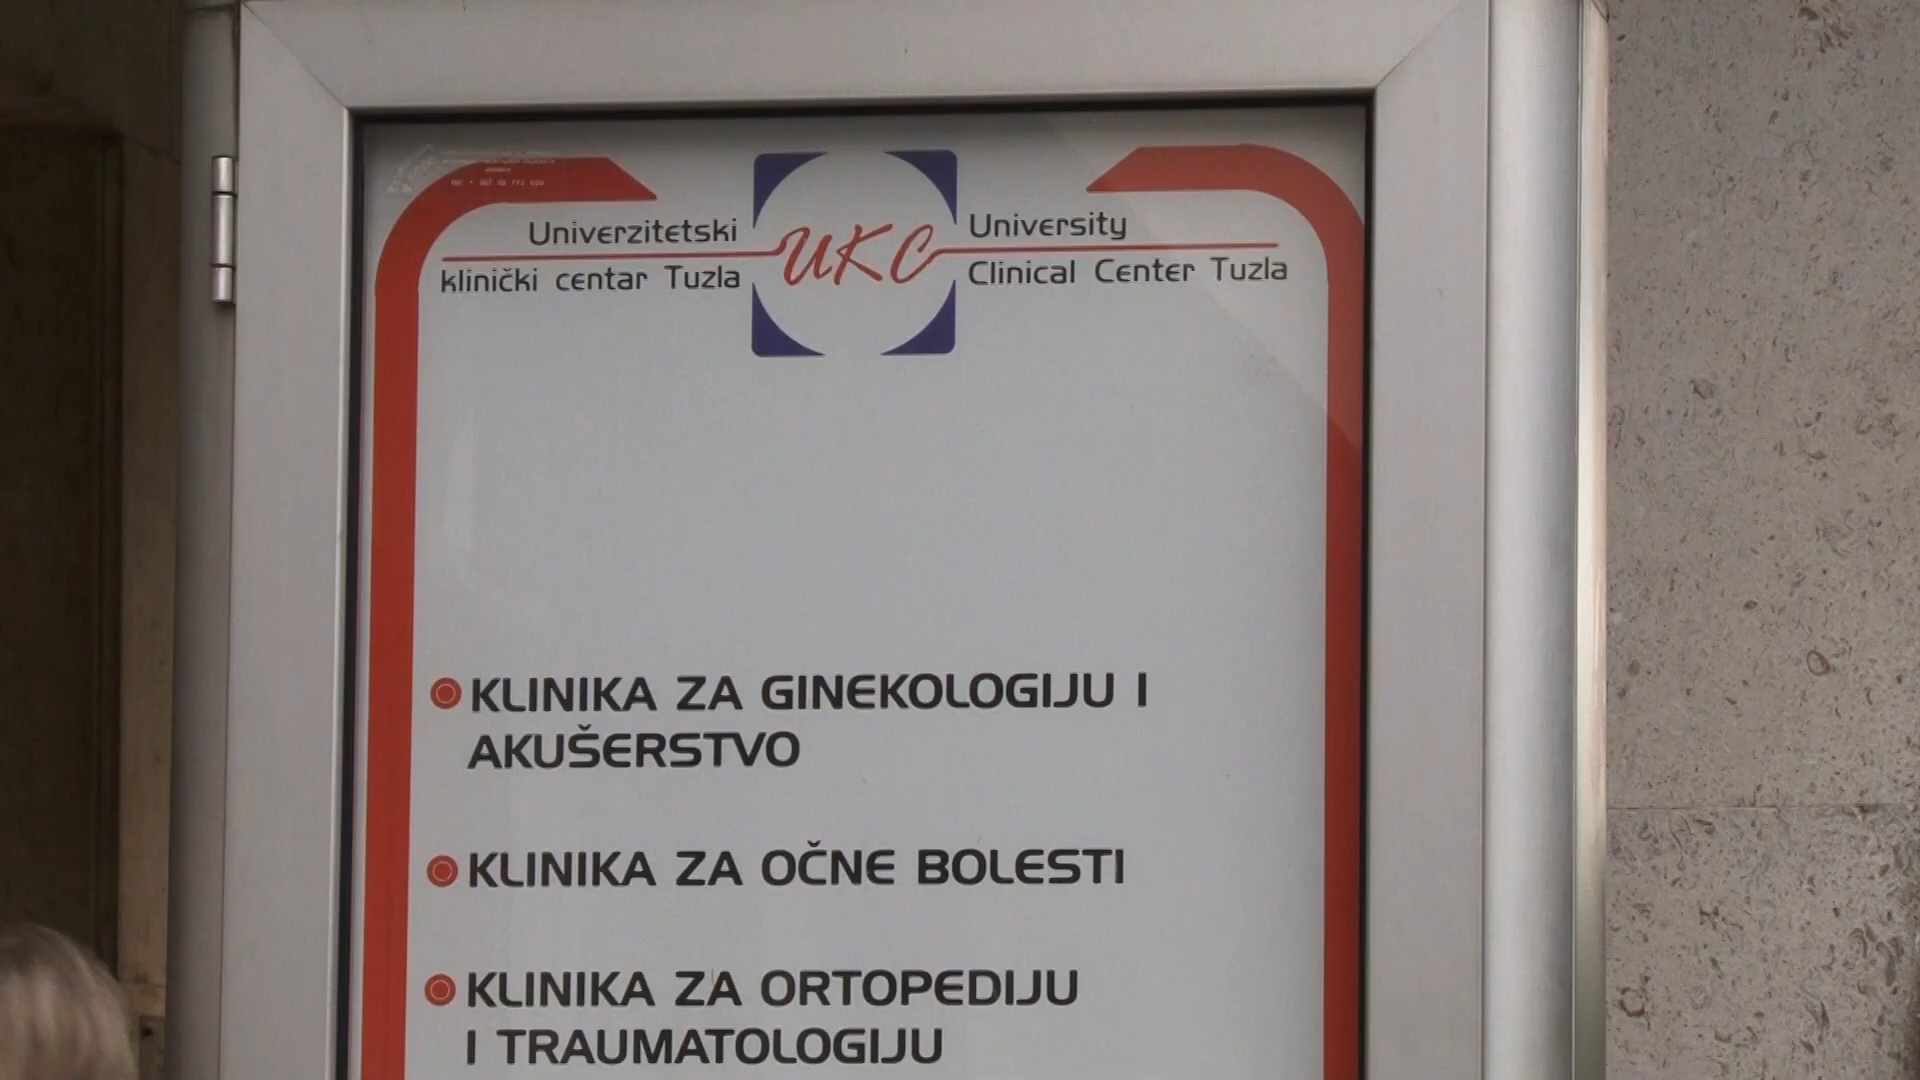 Univerzitetski
klinički centar Tuzla
UKC
University
Clinical Center Tuzla
KLINIKA ZA GINEKOLOGIJU I
AKUŠERSTVO
KLINIKA ZA OČNE BOLESTI
KLINIKA ZA ORTOPEDIJU
I TRAUMATOLOGIJU